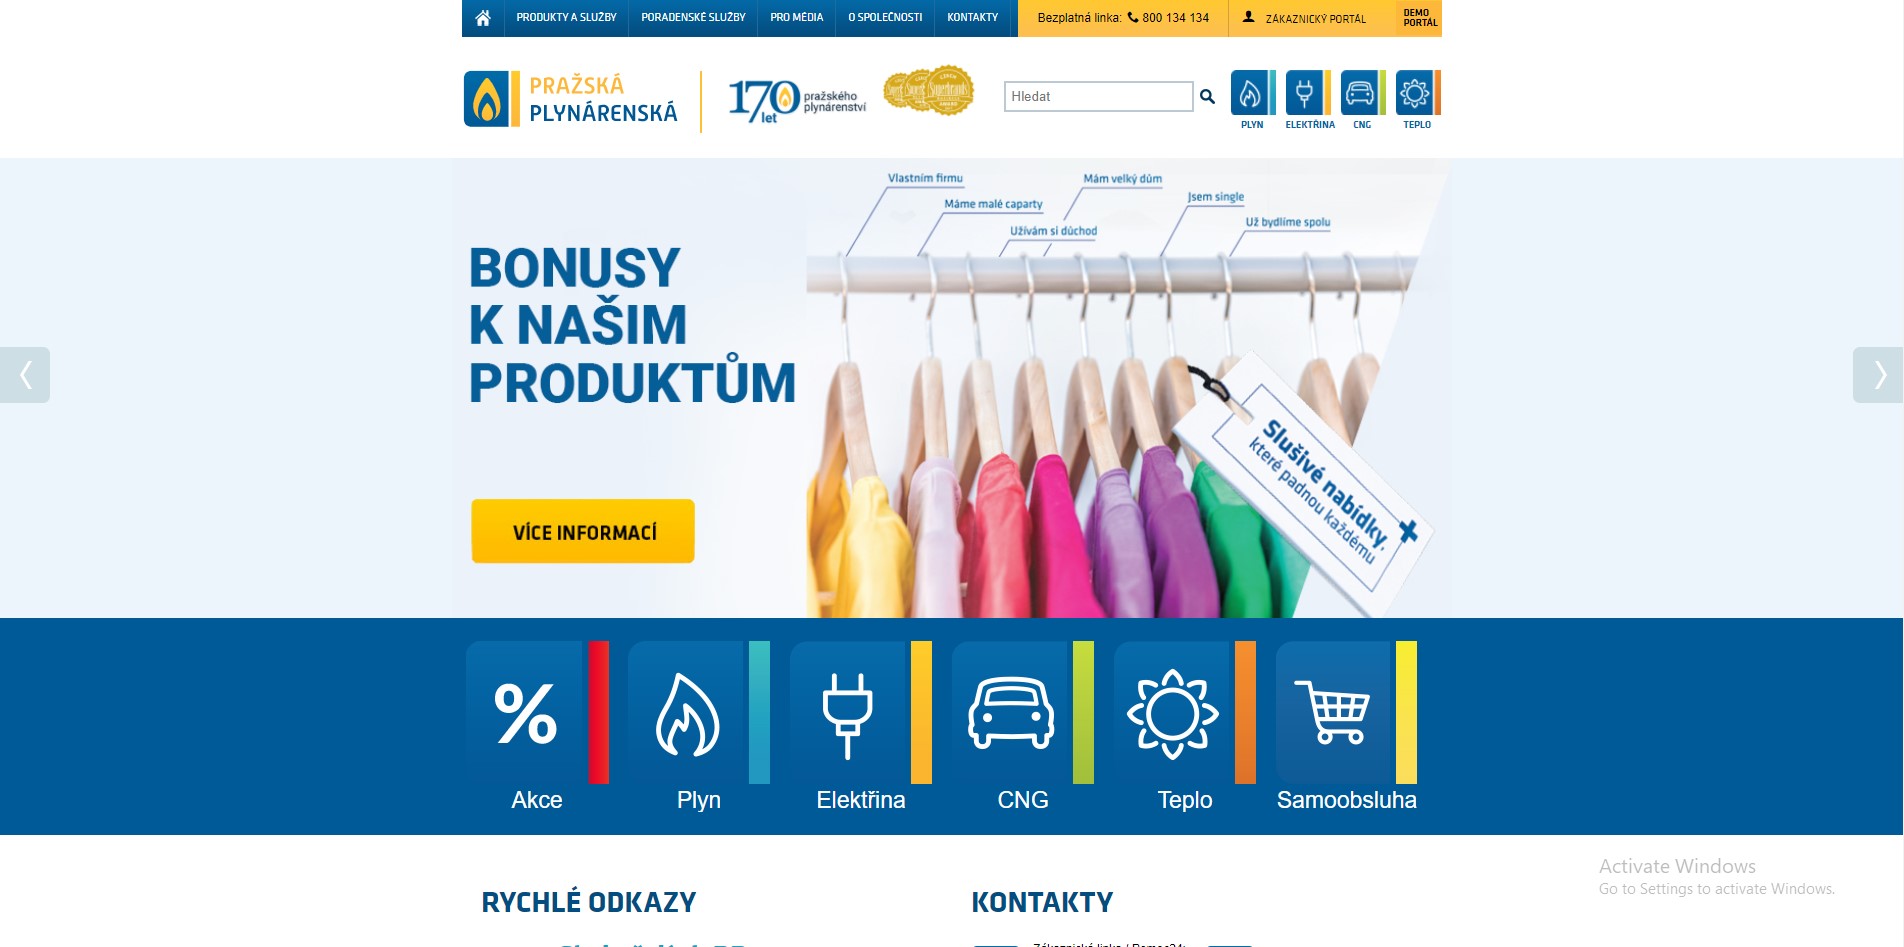 PRODUKTY A SLUŽBY
PORADENSKÉ SLUŽBY
PRO MÉDIA
O SPOLEČNOSTI
KONTAKTY
Bezplatná linka: 800 134 134
ZÁKAZNICKÝ PORTÁL
DEMO
PORTÁL
PRAŽSKÁ
PLYNÁRENSKÁ
170
let
pražského
plynárenství
Superbrands
Hledat
PLYN
ELEKTŘINA
CNG
TEPLO
Vlastním firmu
Mám velký dům
Máme malé caparty
Jsem single
Užívám si důchod
Už bydlíme spolu
BONUSY
K NAŠIM
PRODUKTŮM
VÍCE INFORMACÍ
Slušivé nabídky,
které padnou každému
Akce
Plyn
Elektřina
CNG
Teplo
Samoobsluha
Activate Windows
Go to Settings to activate Windows.
RYCHLÉ ODKAZY
KONTAKTY